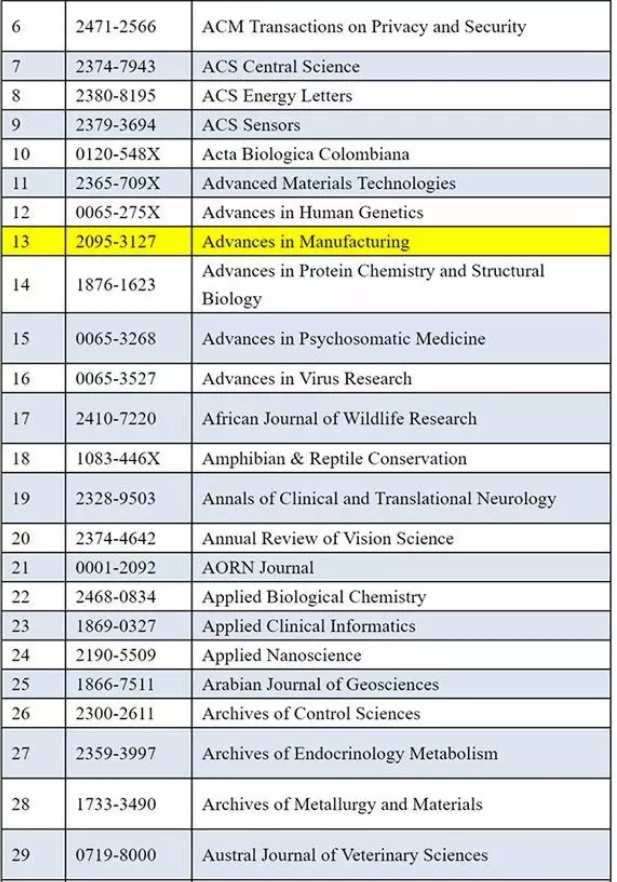 6 2471-2566 ACM Transactions on Privacy and Security
7 2374-7943 ACS Central Science
8 2380-8195 ACS Energy Letters
9 2379-3694 ACS Sensors
10 0120-548X Acta Biologica Colombiana
11 2365-709X Advanced Materials Technologies
12 0065-275X Advances in Human Genetics
13 2095-3127 Advances in Manufacturing
14 1876-1623 Advances in Protein Chemistry and Structural
Biology
15 0065-3268 Advances in Psychosomatic Medicine
16 0065-3527 Advances in Virus Research
17 2410-7220 African Journal of Wildlife Research
18 1083-446X Amphibian & Reptile Conservation
19 2328-9503 Annals of Clinical and Translational Neurology
20 2374-4642 Annual Review of Vision Science
21 0001-2092 AORN Journal
22 2468-0834 Applied Biological Chemistry
23 1869-0327 Applied Clinical Informatics
24 2190-5509 Applied Nanoscience
25 1866-7511 Arabian Journal of Geosciences
26 2300-2611 Archives of Control Sciences
27 2359-3997 Archives of Endocrinology Metabolism
28 1733-3490 Archives of Metallurgy and Materials
29 0719-8000 Austral Journal of Veterinary Sciences